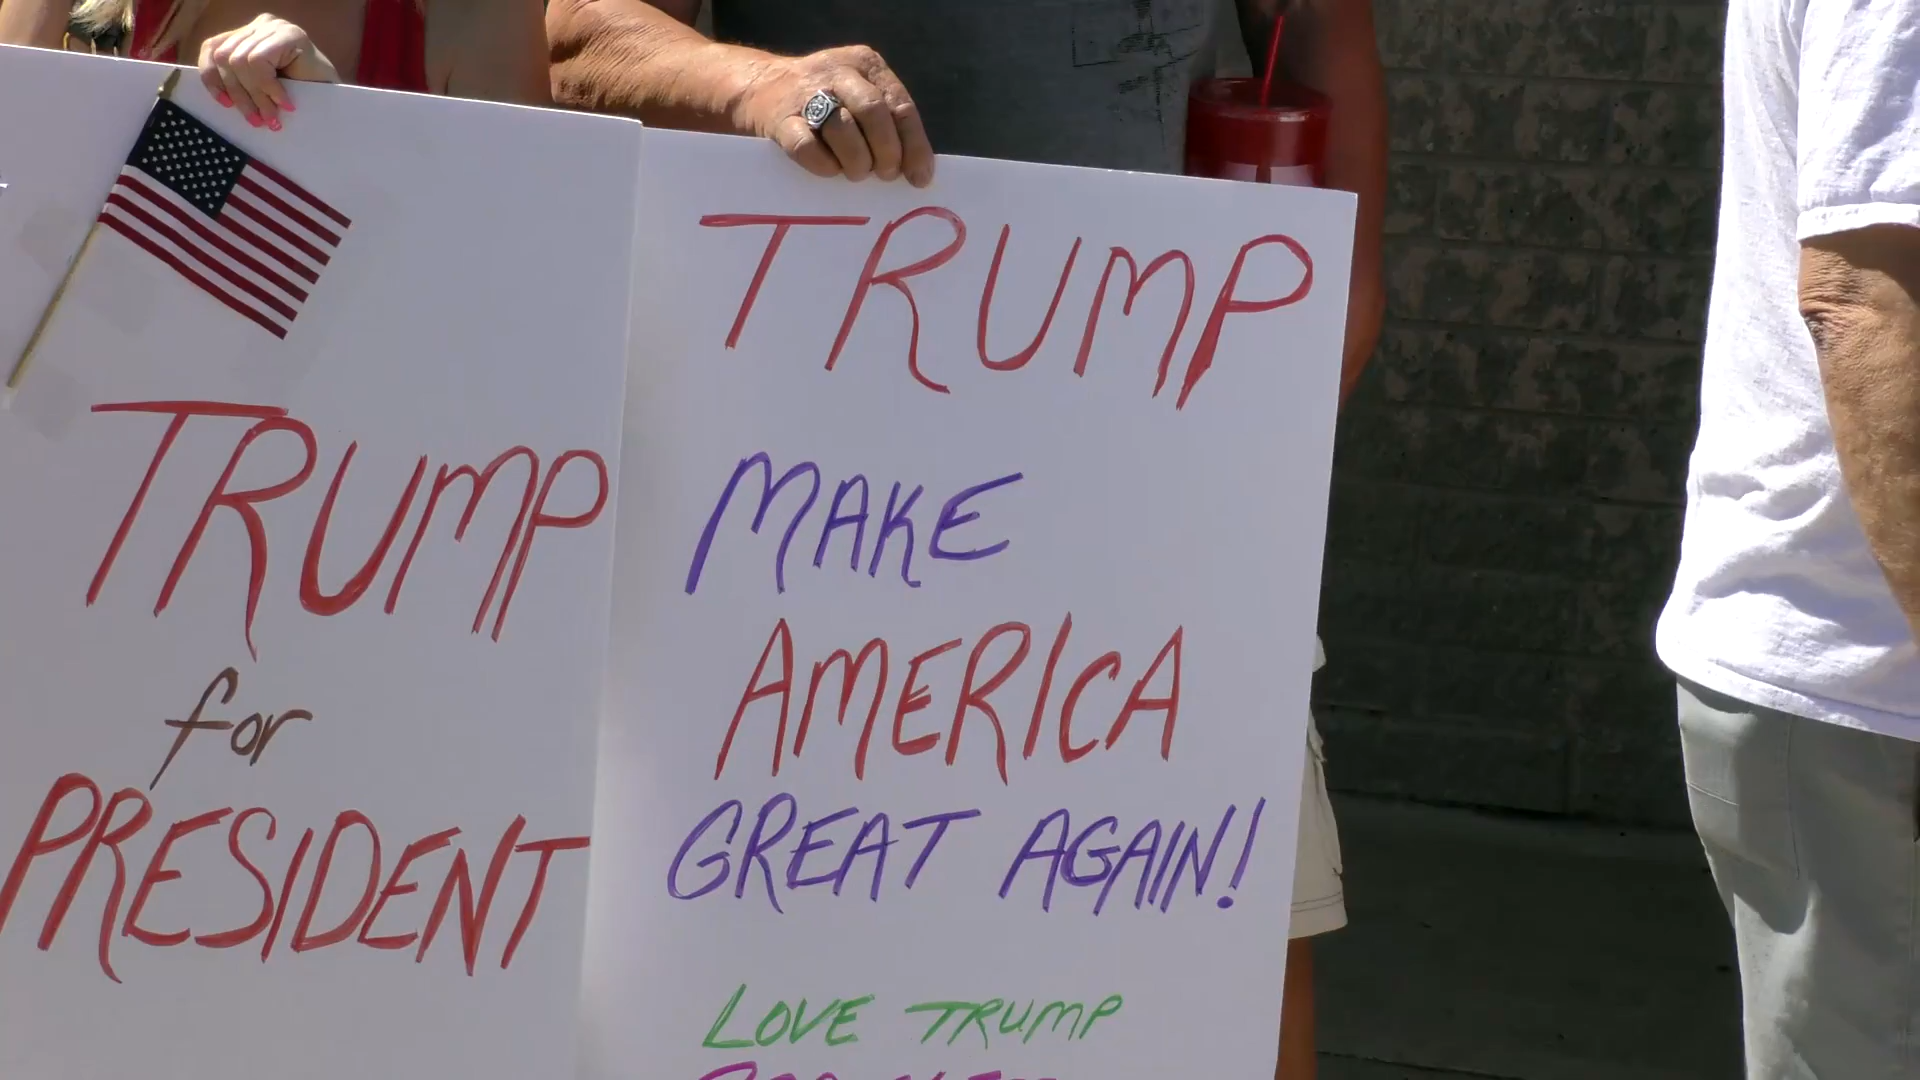 TRUMP
for
PRESIDENT
TRUMP
MAKE
AMERICA
GREAT AGAIN!
LOVE TRUMP